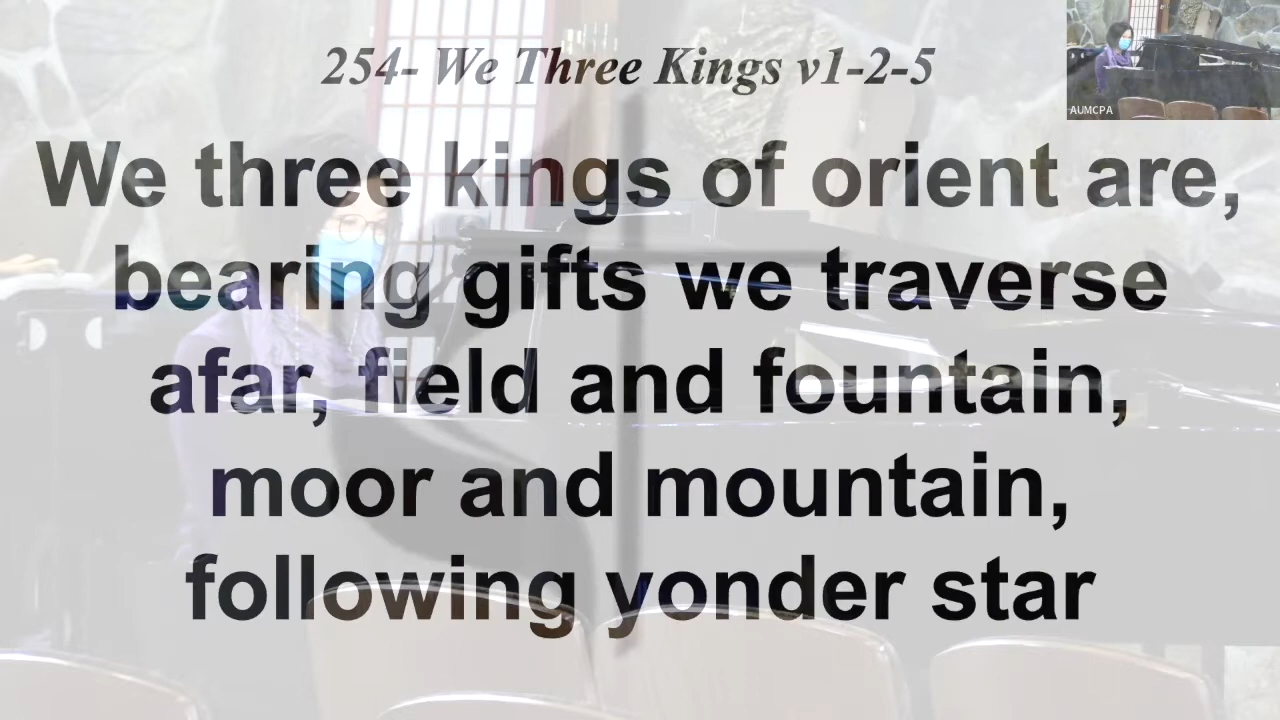 254- We Three Kings v1-2-5
AUMCPA
We three kings of orient are,
bearing gifts we traverse
afar, field and fountain,
moor and mountain,
following yonder star